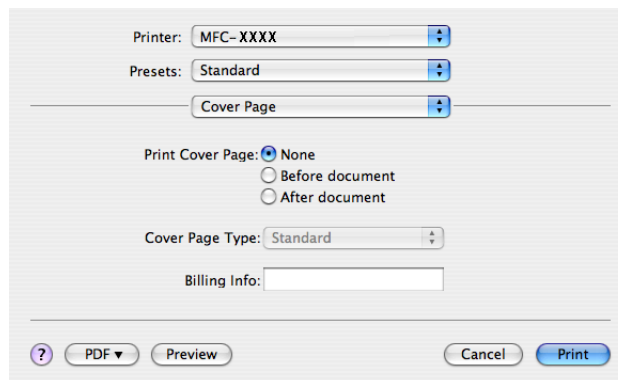 Printer: MFC-XXXX
Presets: Standard
Cover Page
Print Cover Page: None
Before document
After document
Cover Page Type: Standard
Billing Info:
? PDF▼ Preview Cancel Print